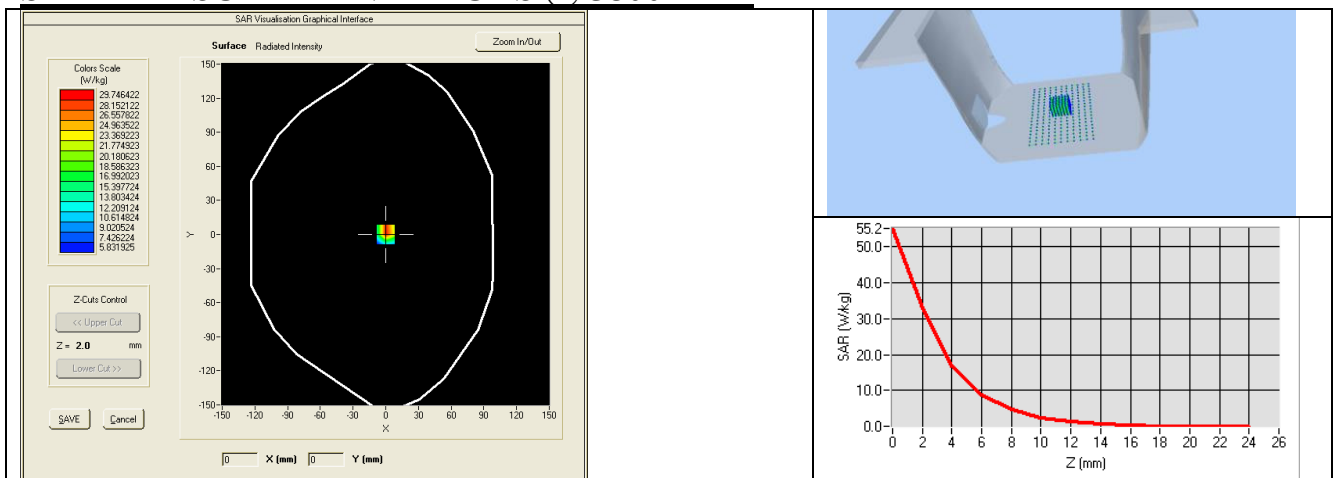 SAR Visualisation Graphical Interface
Surface Radiated Intensity
Zoom In/Out
Colors Scale
(W/kg)
29.746422
28.152122
26.557822
24.963522
23.369223
21.774923
20.180623
18.586323
16.992023
15.397724
13.803424
12.209124
10.614824
9.020524
7.426224
5.831925
Z-Cuts Control
<< Upper Cut
Z = 2.0 mm
Lower Cut >>
SAVE Cancel
150
120
90
60
30
0
-30
-60
-90
-120
-150
Y
-150 -120 -90 -60 -30 0 30 60 90 120 150
X
0 X (mm) 0 Y (mm)
55.2
50.0
40.0
30.0
20.0
10.0
0.0
SAR (W/kg)
0 2 4 6 8 10 12 14 16 18 20 22 24 26
Z (mm)